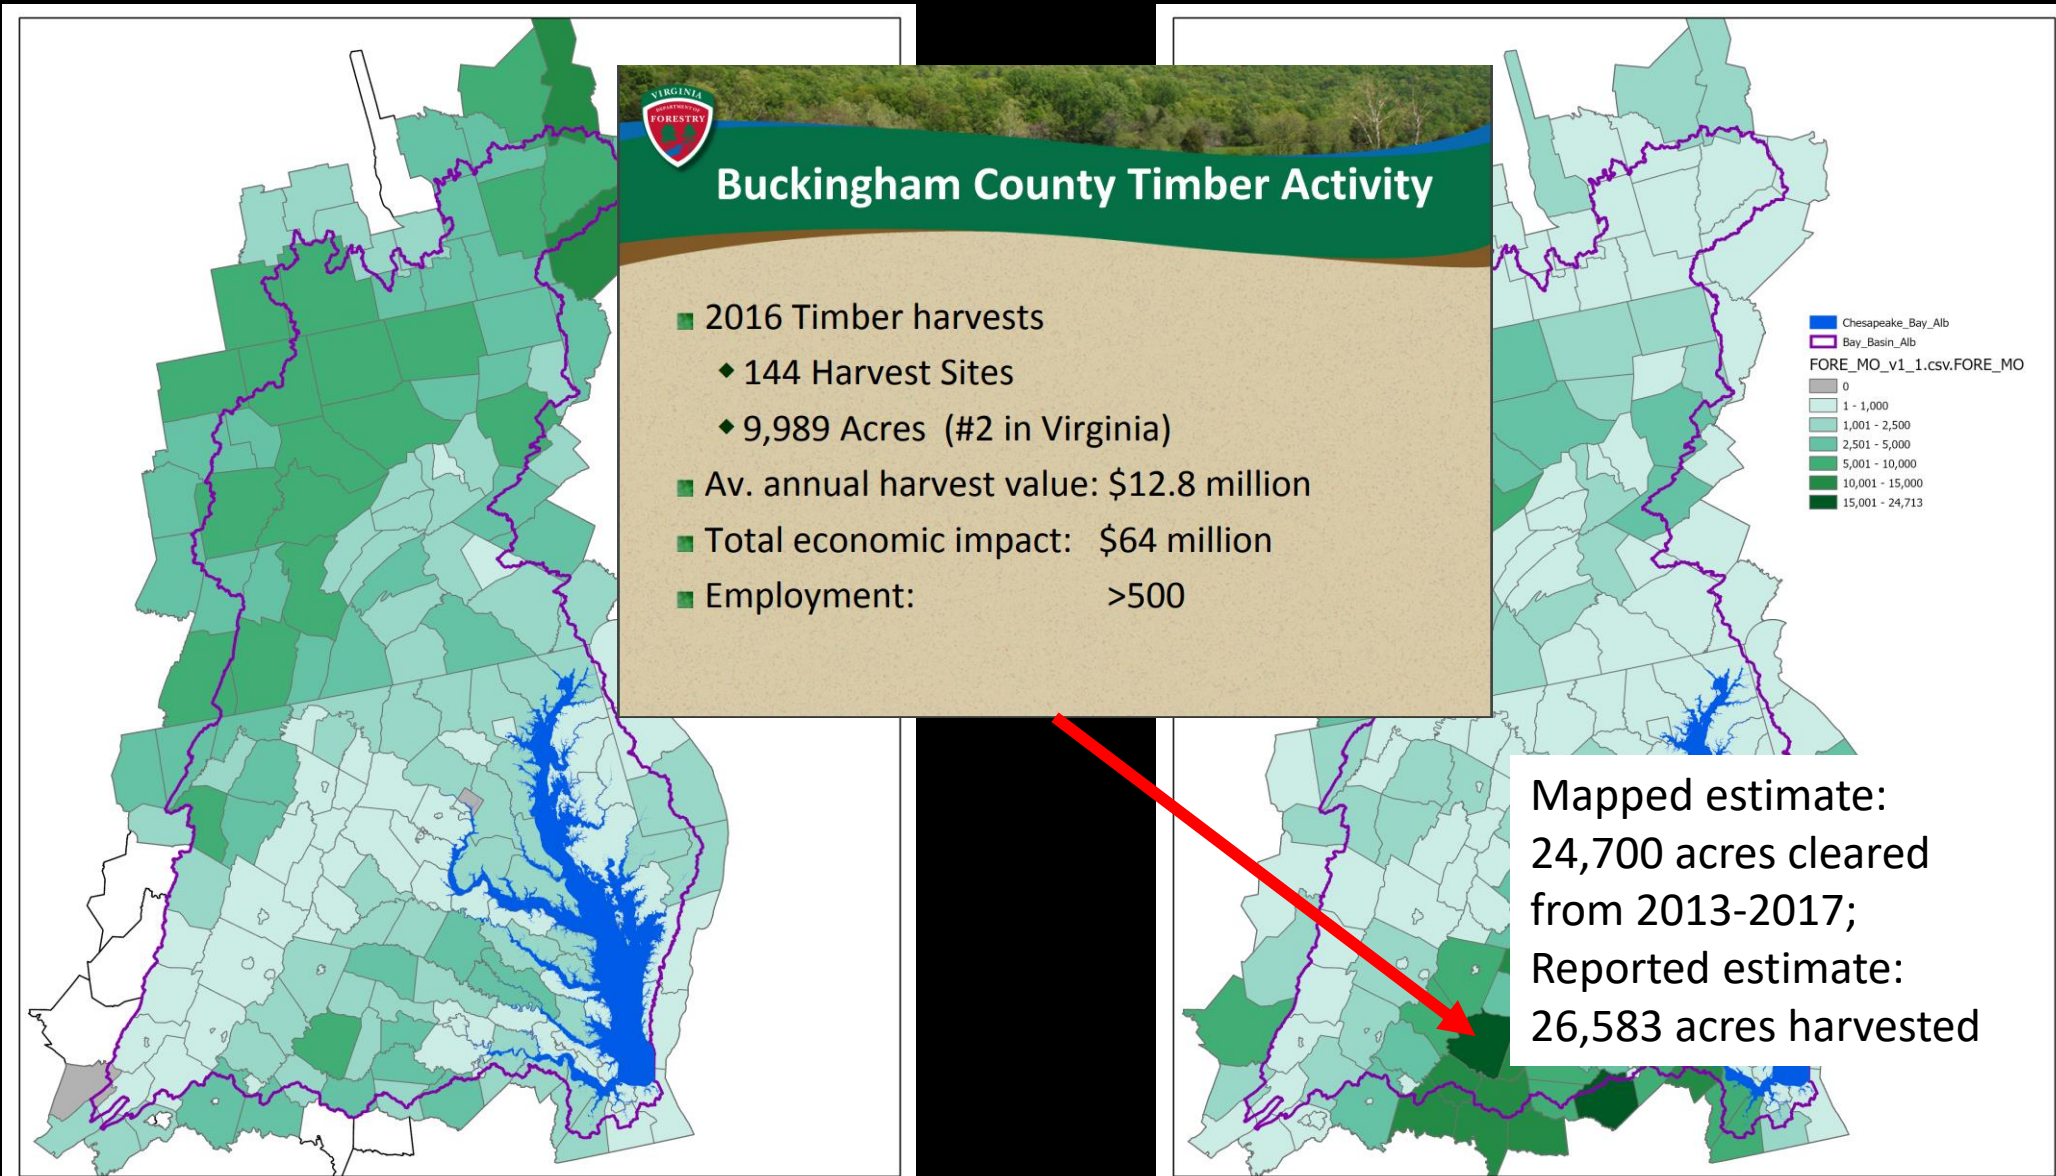 VIRGINIA
DEPARTMENT OF
FORESTRY
Buckingham County Timber Activity
2016 Timber harvests
144 Harvest Sites
9,989 Acres (#2 in Virginia)
Av. annual harvest value: $12.8 million
Total economic impact: $64 million
Employment: >500
Chesapeake_Bay_Alb
Bay_Basin_Alb
FORE_MO_v1_1.csv.FORE_MO
0
1 - 1,000
1,001 - 2,500
2,501 - 5,000
5,001 - 10,000
10,001 - 15,000
15,001 - 24,713
Mapped estimate:
24,700 acres cleared
from 2013-2017;
Reported estimate:
26,583 acres harvested